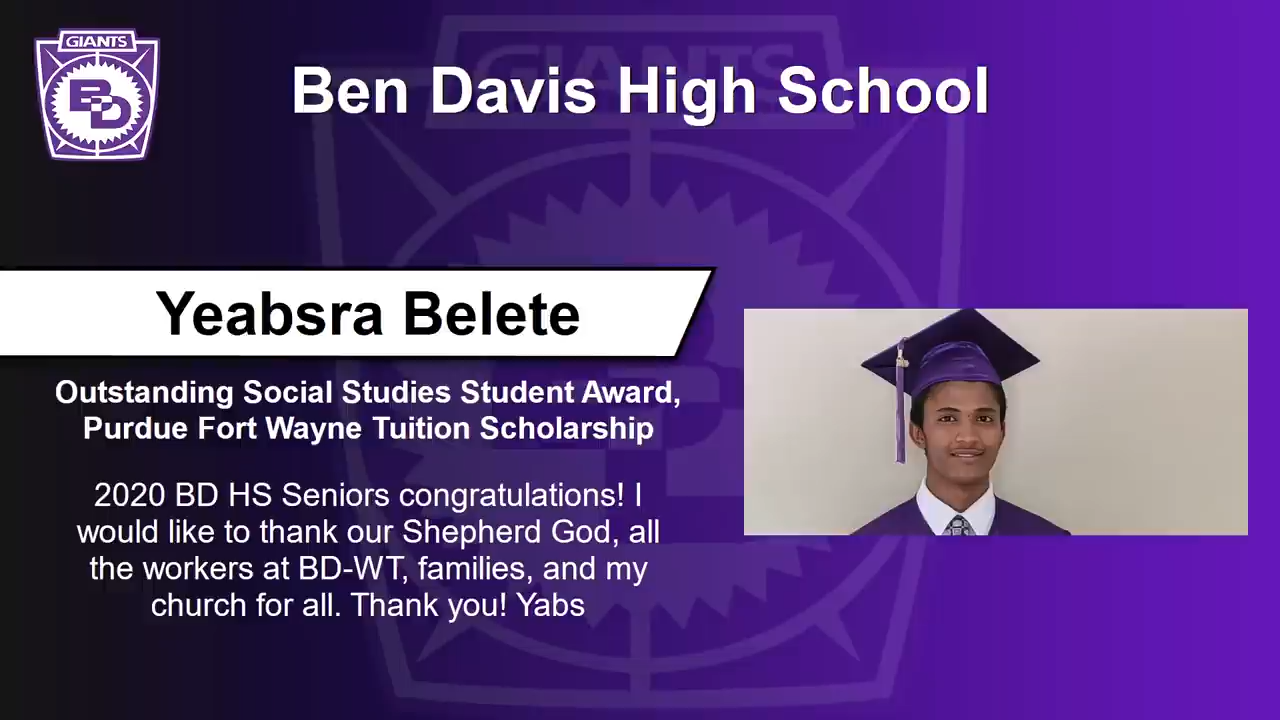 GIANTS
BD
GIANTS
Ben Davis High School
Yeabsra Belete
Outstanding Social Studies Student Award,
Purdue Fort Wayne Tuition Scholarship
2020 BD HS Seniors congratulations! I
would like to thank our Shepherd God, all
the workers at BD-WT, families, and my
church for all. Thank you! Yabs